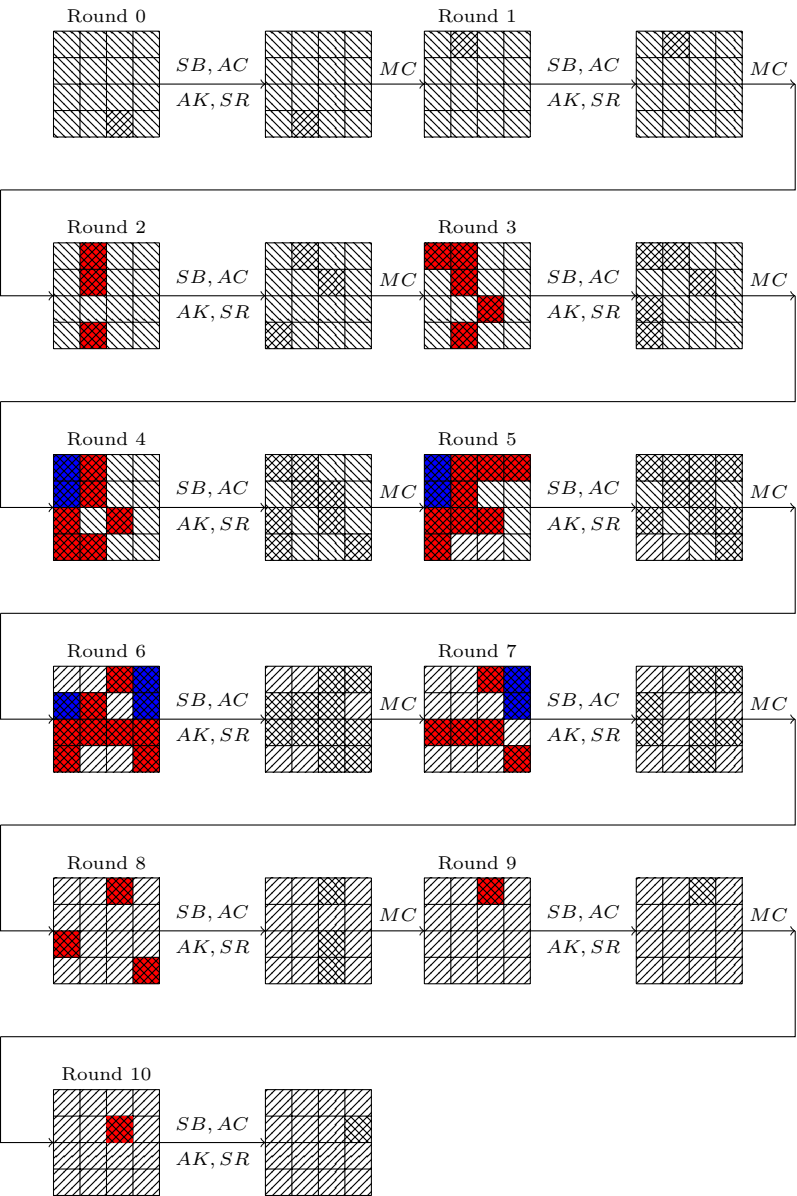 Round 0 Round 1
SB, AC MC SB, AC MC
AK, SR AK, SR
Round 2 Round 3
SB, AC MC SB, AC MC
AK, SR AK, SR
Round 4 Round 5
SB, AC MC SB, AC MC
AK, SR AK, SR
Round 6 Round 7
SB, AC MC SB, AC MC
AK, SR AK, SR
Round 8 Round 9
SB, AC MC SB, AC MC
AK, SR AK, SR
Round 10
SB, AC
AK, SR